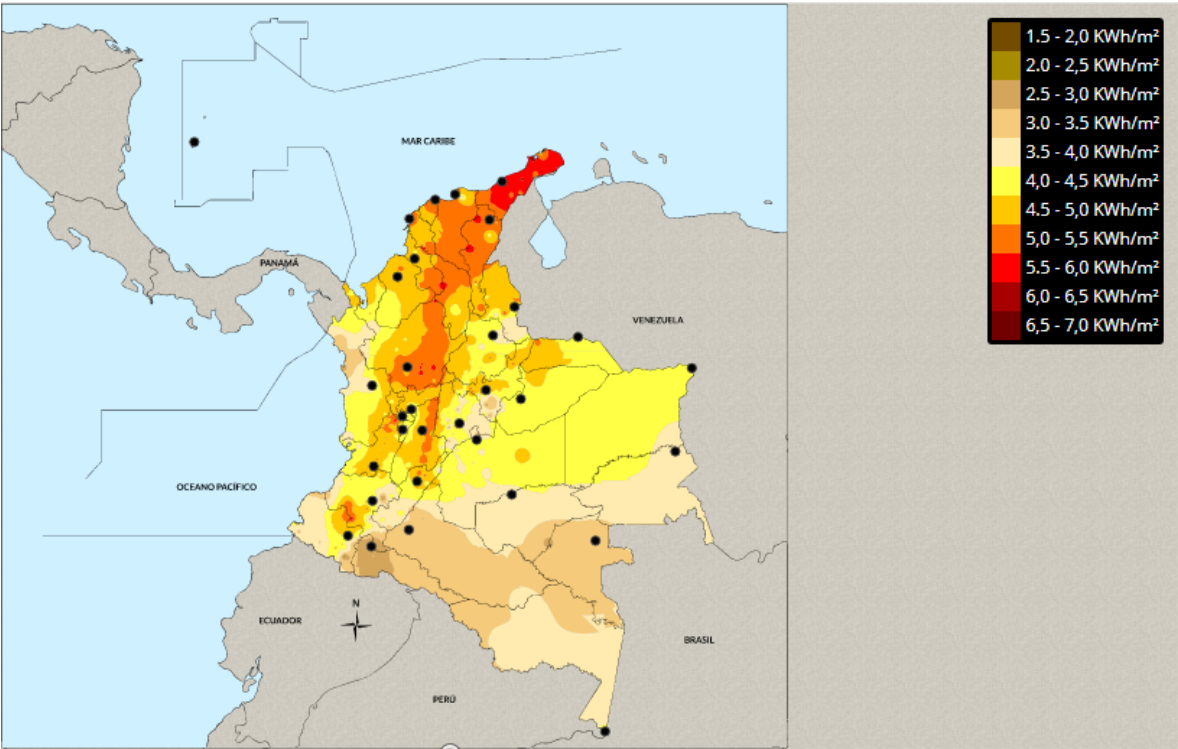 1.5 - 2,0 KWh/m²
2.0 - 2,5 KWh/m²
2.5 - 3,0 KWh/m²
3.0 - 3.5 KWh/m²
3.5 - 4,0 KWh/m²
4,0 - 4,5 KWh/m²
4.5 - 5,0 KWh/m²
5,0 - 5,5 KWh/m²
5.5 - 6,0 KWh/m²
6,0 - 6,5 KWh/m²
6,5 - 7,0 KWh/m²
MAR CARIBE
PANAMÁ
VENEZUELA
OCEANO PACÍFICO
N
ECUADOR
BRASIL
PERÚ